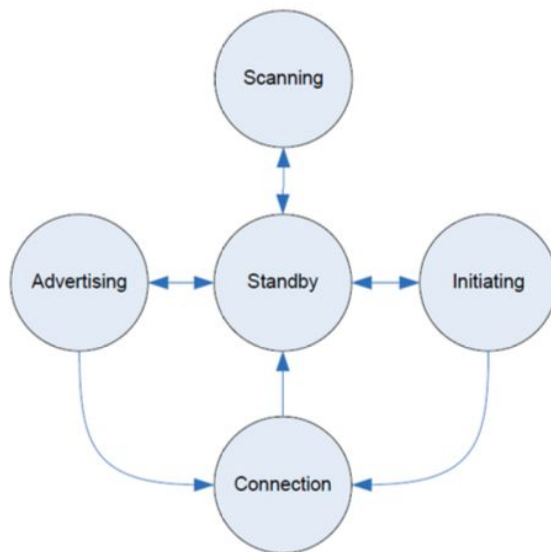 Scanning
Advertising
Standby
Initiating
Connection